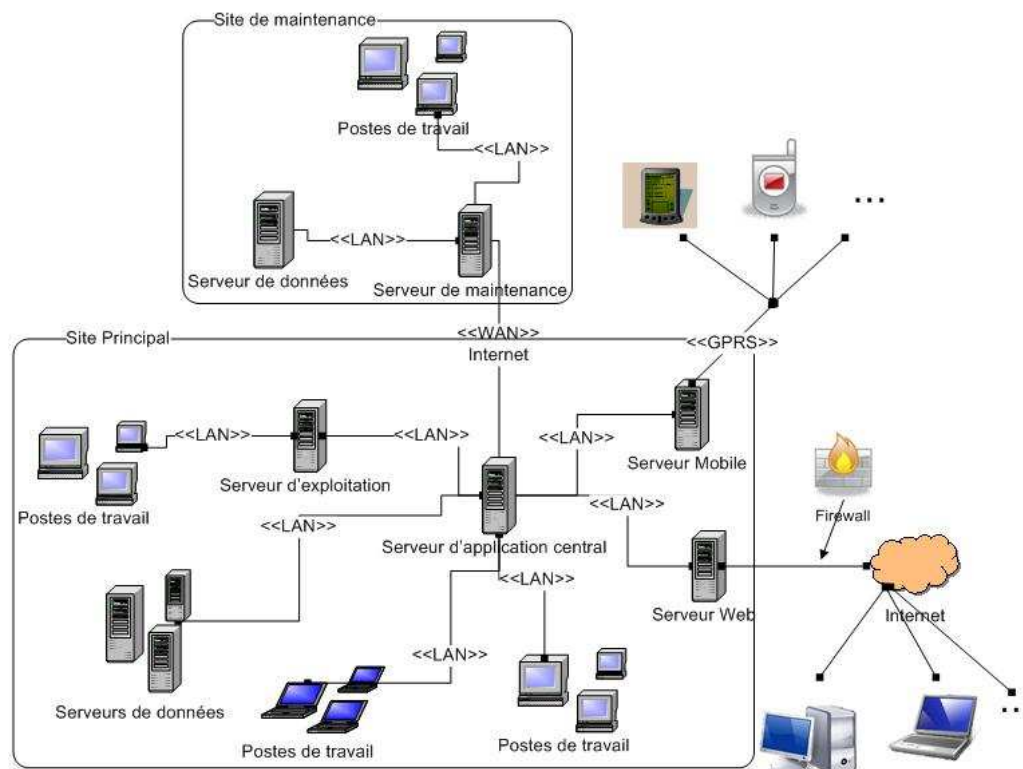 Site de maintenance
Postes de travail
<<LAN>>
<<LAN>>
Serveur de données
Serveur de maintenance
<<WAN>>
Internet
Site Principal
<<GPRS>>
<<LAN>>
<<LAN>>
<<LAN>>
Serveur Mobile
Serveur d'exploitation
Postes de travail
<<LAN>>
<<LAN>>
Firewall
Serveur d'application central
<<LAN>>
Serveur Web
Internet
<<LAN>>
Serveurs de données
Postes de travail
Postes de travail